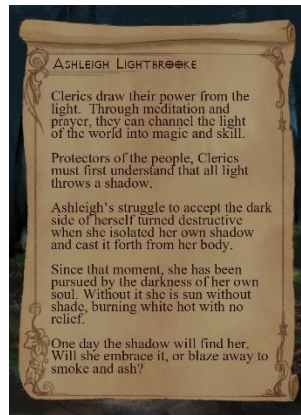 Ashleigh Lightbrooke
Clerics draw their power from the
light. Through meditation and
prayer, they can channel the light
of the world into magic and skill.
Protectors of the people, Clerics
must first understand that all light
throws a shadow.
Ashleigh's struggle to accept the dark
side of herself turned destructive
when she isolated her own shadow
and cast it forth from her body.
Since that moment, she has been
pursued by the darkness of her own
soul. Without it she is sun without
shade, burning white hot with no
relief.
One day the shadow will find her.
Will she embrace it, or blaze away to
smoke and ash?